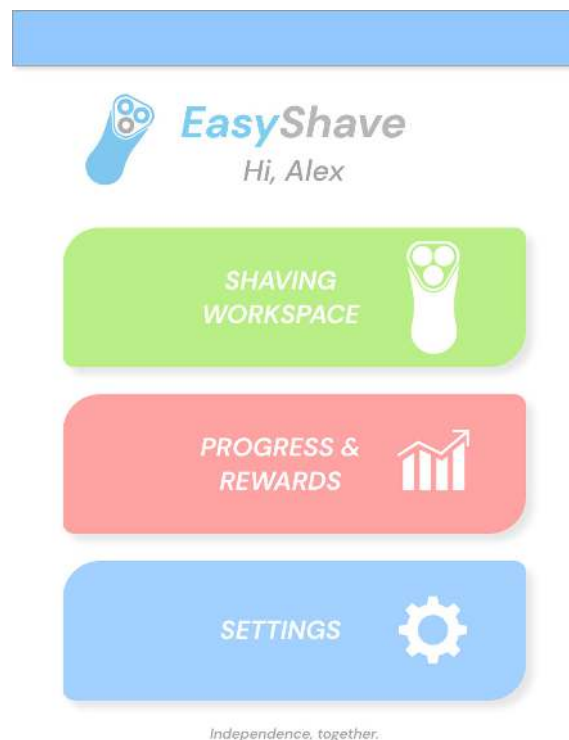 EasyShave
Hi, Alex
SHAVING
WORKSPACE
PROGRESS &
REWARDS
SETTINGS
Independence, together.